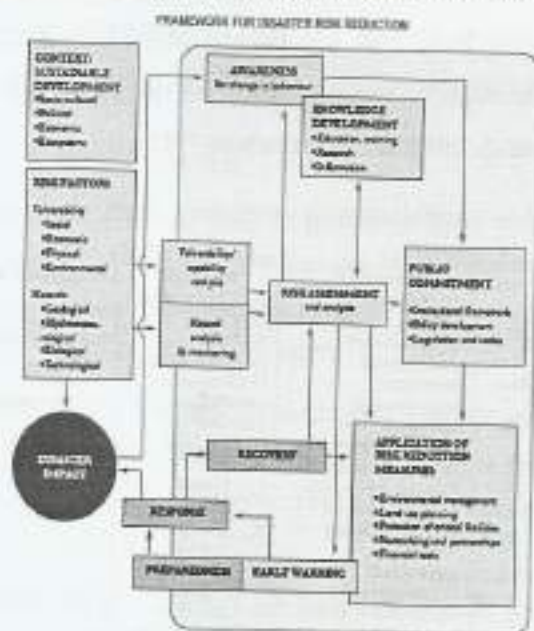 FRAMEWORK FOR DISASTER RISK REDUCTION
CONTEXT:
SUSTAINABLE
DEVELOPMENT
•Socio-cultural
•Political
•Economic
•Ecosystems
AWARENESS
for change in behaviour
KNOWLEDGE
DEVELOPMENT
•Education, training
•Research
•Information
RISK FACTORS
Vulnerability
•Social
•Economic
•Physical
•Environmental
Hazards
•Geological
•Hydrometeo-
rological
•Biological
•Technological
Vulnerability/
capability
analysis
Hazard
analysis
& monitoring
RISK ASSESSMENT
and analysis
PUBLIC
COMMITMENT
•Institutional framework
•Policy development
•Legislation and codes
DISASTER
IMPACT
RECOVERY
RESPONSE
PREPAREDNESS
EARLY WARNING
APPLICATION OF
RISK REDUCTION
MEASURES
•Environmental management
•Land use planning
•Protection of critical facilities
•Networking and partnerships
•Financial tools